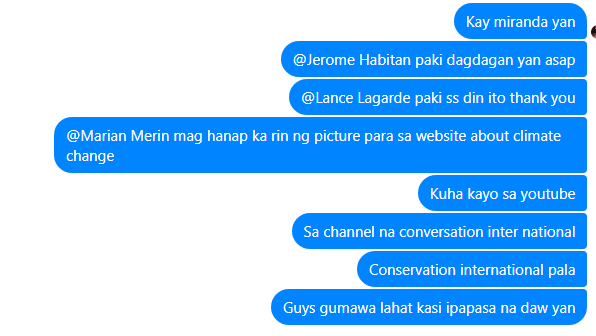 Kay miranda yan
@Jerome Habitan paki dagdagan yan asap
@Lance Lagarde paki ss din ito thank you
@Marian Merin mag hanap ka rin ng picture para sa website about climate
change
Kuha kayo sa youtube
Sa channel na conversation inter national
Conservation international pala
Guys gumawa lahat kasi ipapasa na daw yan